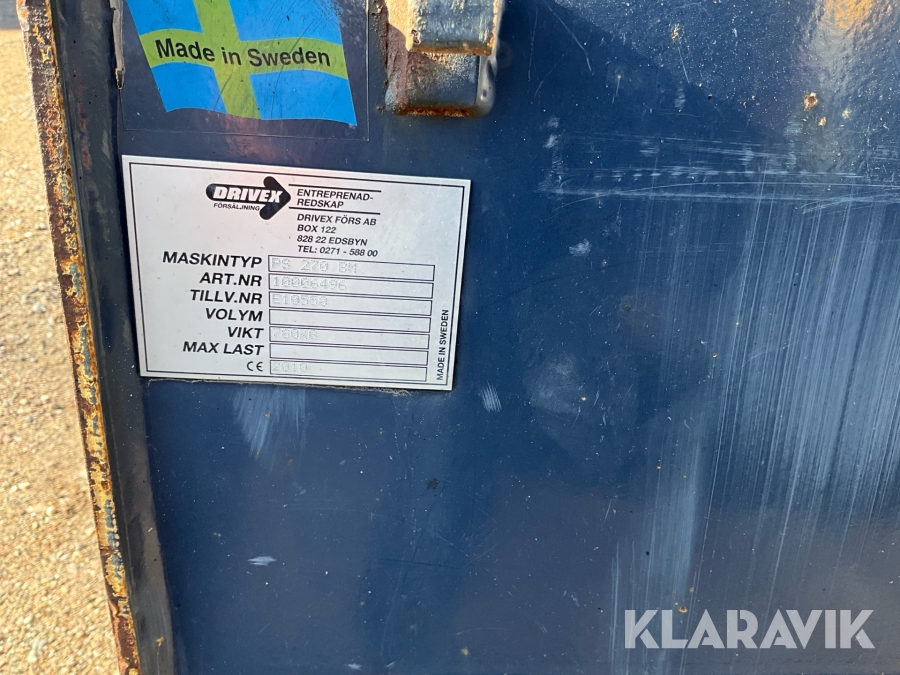 Made in Sweden
DRIVEX
FÖRSÄLJNING
ENTREPRENAD-
REDSKAP
DRIVEX FÖRS AB
BOX 122
828 22 EDSBYN
TEL: 0271 - 588 00
MASKINTYP PS 270 BM
ART.NR 10006496
TILLV.NR
VOLYM
VIKT
MAX LAST
CE
MADE IN SWEDEN
KLARAVIK